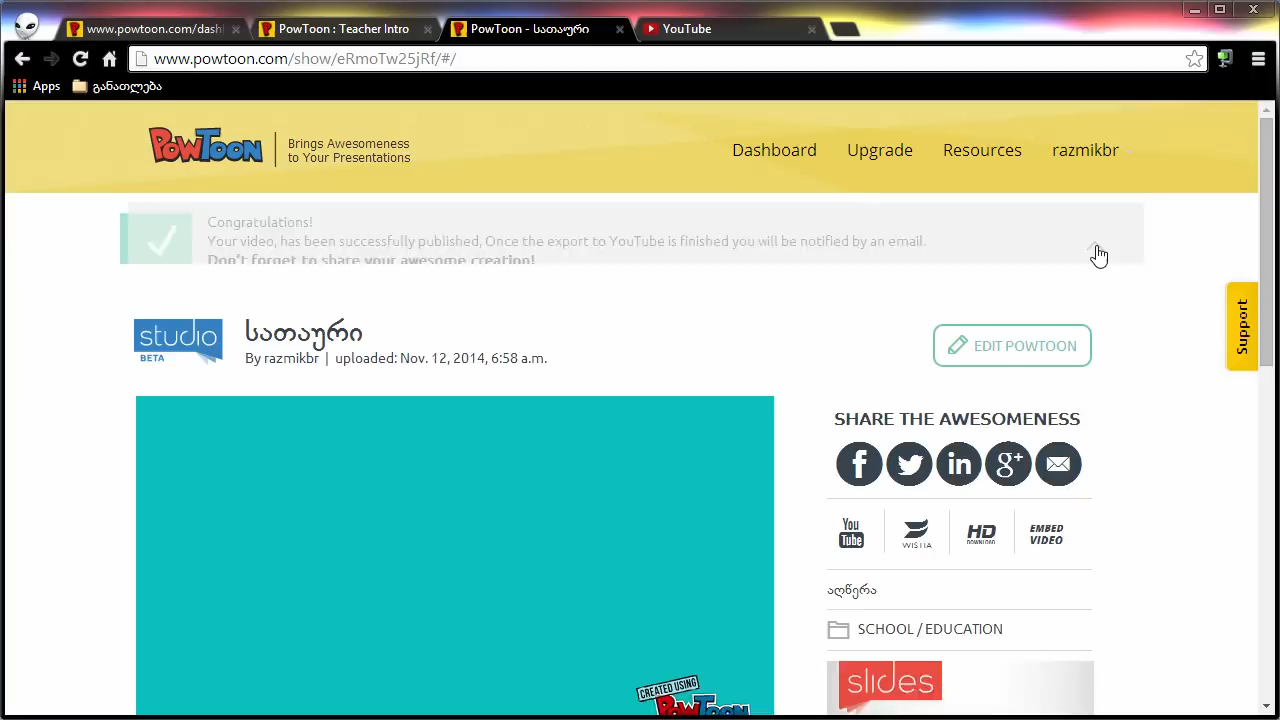 www.powtoon.com/dashl
PowToon : Teacher Intro
PowToon - სათაური
YouTube
www.powtoon.com/show/eRmoTw25jRf/#/
Apps
განათლება
PowToon
Brings Awesomeness
to Your Presentations
Dashboard
Upgrade
Resources
razmikbr
Congratulations!
Your video, has been successfully published, Once the export to YouTube is finished you will be notified by an email.
Don't forget to share your awesome creation!
Support
studio
BETA
სათაური
By razmikbr | uploaded: Nov. 12, 2014, 6:58 a.m.
EDIT POWTOON
SHARE THE AWESOMENESS
You
Tube
WISTIA
HD
DOWNLOAD
EMBED
VIDEO
აღწერა
SCHOOL / EDUCATION
slides
CREATED USING
PowToon